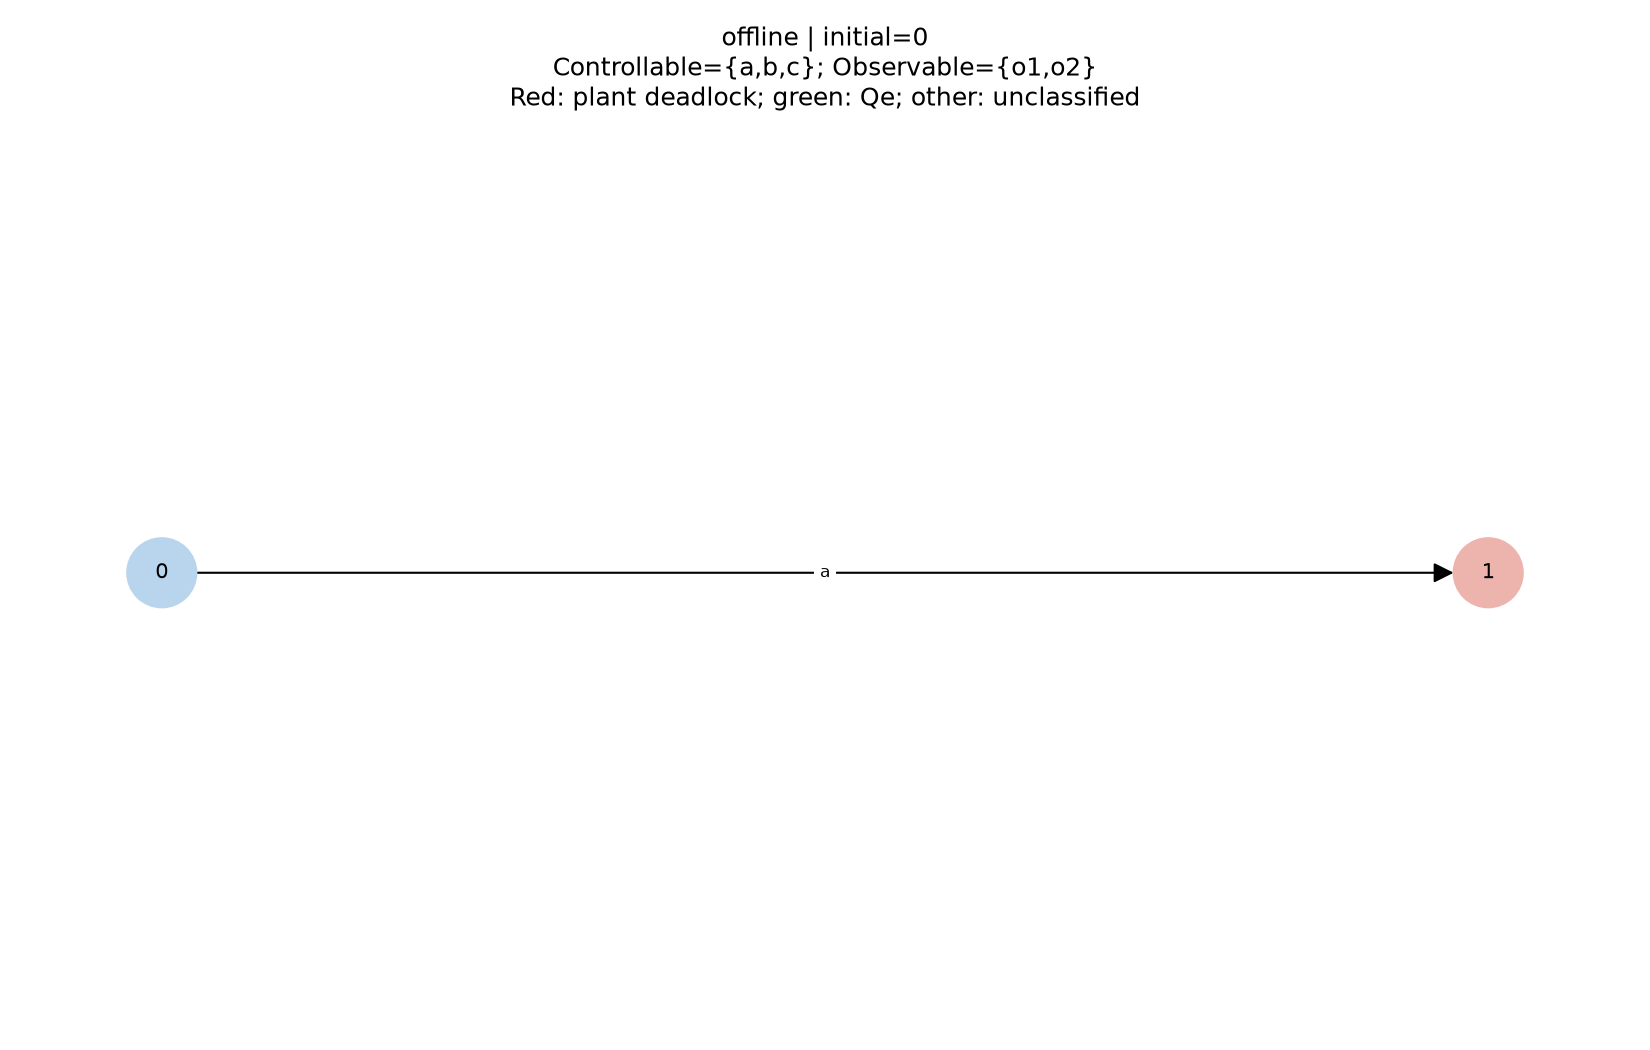 offline | initial=0
Controllable={a,b,c}; Observable={o1,o2}
Red: plant deadlock; green: Qe; other: unclassified
0
a
1